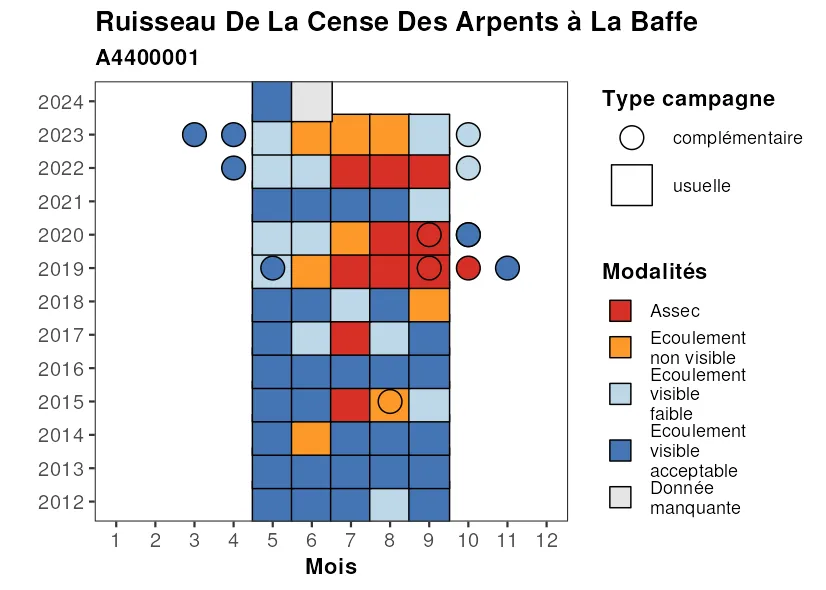 Ruisseau De La Cense Des Arpents à La Baffe
A4400001
2024
2023
2022
2021
2020
2019
2018
2017
2016
2015
2014
2013
2012
1 2 3 4 5 6 7 8 9 10 11 12
Mois
Type campagne
complémentaire
usuelle
Modalités
Assec
Ecoulement
non visible
Ecoulement
visible
faible
Ecoulement
visible
acceptable
Donnée
manquante